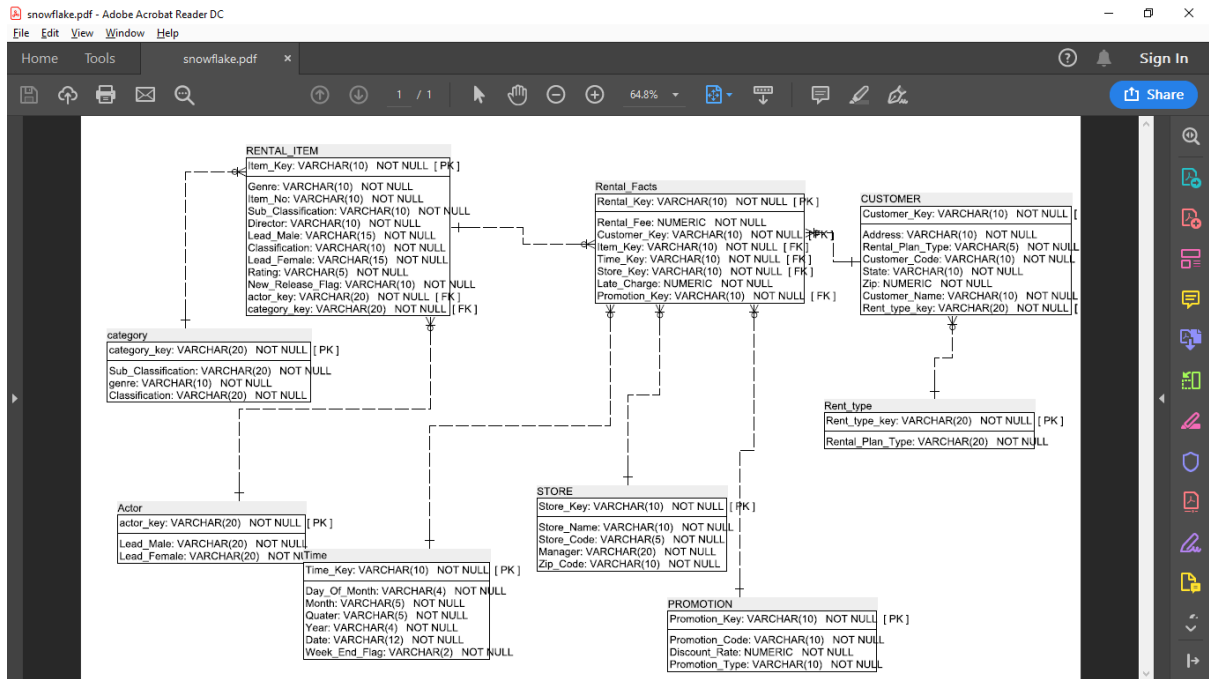 snowflake.pdf - Adobe Acrobat Reader DC
File Edit View Window Help
Home Tools snowflake.pdf × Sign In
1 / 1 64.8% Share
RENTAL_ITEM
Item_Key: VARCHAR(10) NOT NULL [ PK ]
Genre: VARCHAR(10) NOT NULL
Item_No: VARCHAR(10) NOT NULL
Sub_Classification: VARCHAR(10) NOT NULL
Director: VARCHAR(10) NOT NULL
Lead_Male: VARCHAR(15) NOT NULL
Classification: VARCHAR(10) NOT NULL
Lead_Female: VARCHAR(15) NOT NULL
Rating: VARCHAR(5) NOT NULL
New_Release_Flag: VARCHAR(10) NOT NULL
actor_key: VARCHAR(20) NOT NULL [ FK ]
category_key: VARCHAR(20) NOT NULL [ FK ]
Rental_Facts
Rental_Key: VARCHAR(10) NOT NULL [ PK ]
Rental_Fee: NUMERIC NOT NULL
Customer_Key: VARCHAR(10) NOT NULL [ FK ]
Item_Key: VARCHAR(10) NOT NULL [ FK ]
Time_Key: VARCHAR(10) NOT NULL [ FK ]
Store_Key: VARCHAR(10) NOT NULL [ FK ]
Late_Charge: NUMERIC NOT NULL
Promotion_Key: VARCHAR(10) NOT NULL [ FK ]
CUSTOMER
Customer_Key: VARCHAR(10) NOT NULL [
Address: VARCHAR(10) NOT NULL
Rental_Plan_Type: VARCHAR(5) NOT NULL
Customer_Code: VARCHAR(10) NOT NULL
State: VARCHAR(10) NOT NULL
Zip: NUMERIC NOT NULL
Customer_Name: VARCHAR(10) NOT NULL
Rent_type_key: VARCHAR(20) NOT NULL [
category
category_key: VARCHAR(20) NOT NULL [ PK ]
Sub_Classification: VARCHAR(20) NOT NULL
genre: VARCHAR(10) NOT NULL
Classification: VARCHAR(20) NOT NULL
Rent_type
Rent_type_key: VARCHAR(20) NOT NULL [ PK ]
Rental_Plan_Type: VARCHAR(20) NOT NULL
Actor
actor_key: VARCHAR(20) NOT NULL [ PK ]
Lead_Male: VARCHAR(20) NOT NULL
Lead_Female: VARCHAR(20) NOT NULL
Time
Time_Key: VARCHAR(10) NOT NULL [ PK ]
Day_Of_Month: VARCHAR(4) NOT NULL
Month: VARCHAR(5) NOT NULL
Quater: VARCHAR(5) NOT NULL
Year: VARCHAR(4) NOT NULL
Date: VARCHAR(12) NOT NULL
Week_End_Flag: VARCHAR(2) NOT NULL
STORE
Store_Key: VARCHAR(10) NOT NULL [ PK ]
Store_Name: VARCHAR(10) NOT NULL
Store_Code: VARCHAR(5) NOT NULL
Manager: VARCHAR(20) NOT NULL
Zip_Code: VARCHAR(10) NOT NULL
PROMOTION
Promotion_Key: VARCHAR(10) NOT NULL [ PK ]
Promotion_Code: VARCHAR(10) NOT NULL
Discount_Rate: NUMERIC NOT NULL
Promotion_Type: VARCHAR(10) NOT NULL